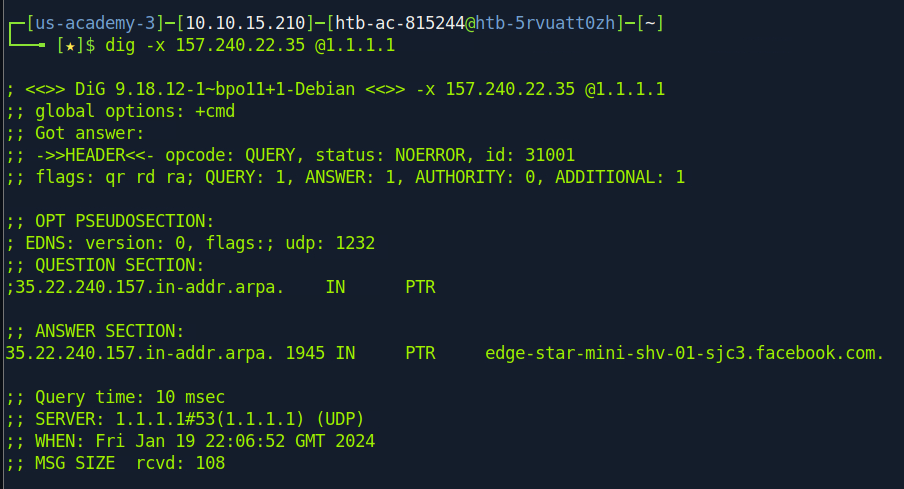 ┌─[us-academy-3]─[10.10.15.210]─[htb-ac-815244@htb-5rvuatt0zh]─[~]
└──╼ [★]$ dig -x 157.240.22.35 @1.1.1.1

; <<>> DiG 9.18.12-1~bpo11+1-Debian <<>> -x 157.240.22.35 @1.1.1.1
;; global options: +cmd
;; Got answer:
;; ->>HEADER<<- opcode: QUERY, status: NOERROR, id: 31001
;; flags: qr rd ra; QUERY: 1, ANSWER: 1, AUTHORITY: 0, ADDITIONAL: 1

;; OPT PSEUDOSECTION:
; EDNS: version: 0, flags:; udp: 1232
;; QUESTION SECTION:
;35.22.240.157.in-addr.arpa.    IN      PTR

;; ANSWER SECTION:
35.22.240.157.in-addr.arpa. 1945 IN     PTR     edge-star-mini-shv-01-sjc3.facebook.com.

;; Query time: 10 msec
;; SERVER: 1.1.1.1#53(1.1.1.1) (UDP)
;; WHEN: Fri Jan 19 22:06:52 GMT 2024
;; MSG SIZE  rcvd: 108